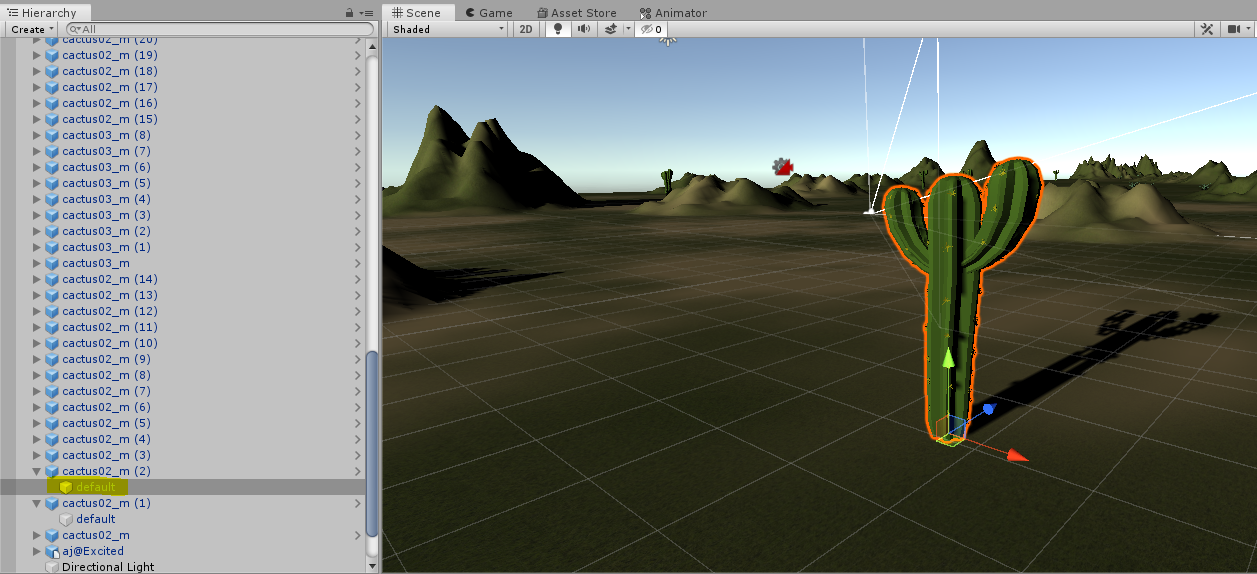 Hierarchy
Create
All
cactus02_m (20)
cactus02_m (19)
cactus02_m (18)
cactus02_m (17)
cactus02_m (16)
cactus02_m (15)
cactus03_m (8)
cactus03_m (7)
cactus03_m (6)
cactus03_m (5)
cactus03_m (4)
cactus03_m (3)
cactus03_m (2)
cactus03_m (1)
cactus03_m
cactus02_m (14)
cactus02_m (13)
cactus02_m (12)
cactus02_m (11)
cactus02_m (10)
cactus02_m (9)
cactus02_m (8)
cactus02_m (7)
cactus02_m (6)
cactus02_m (5)
cactus02_m (4)
cactus02_m (3)
cactus02_m (2)
default
cactus02_m (1)
default
cactus02_m
aj@Excited
Directional Light
Scene Game Asset Store Animator
Shaded 2D 0